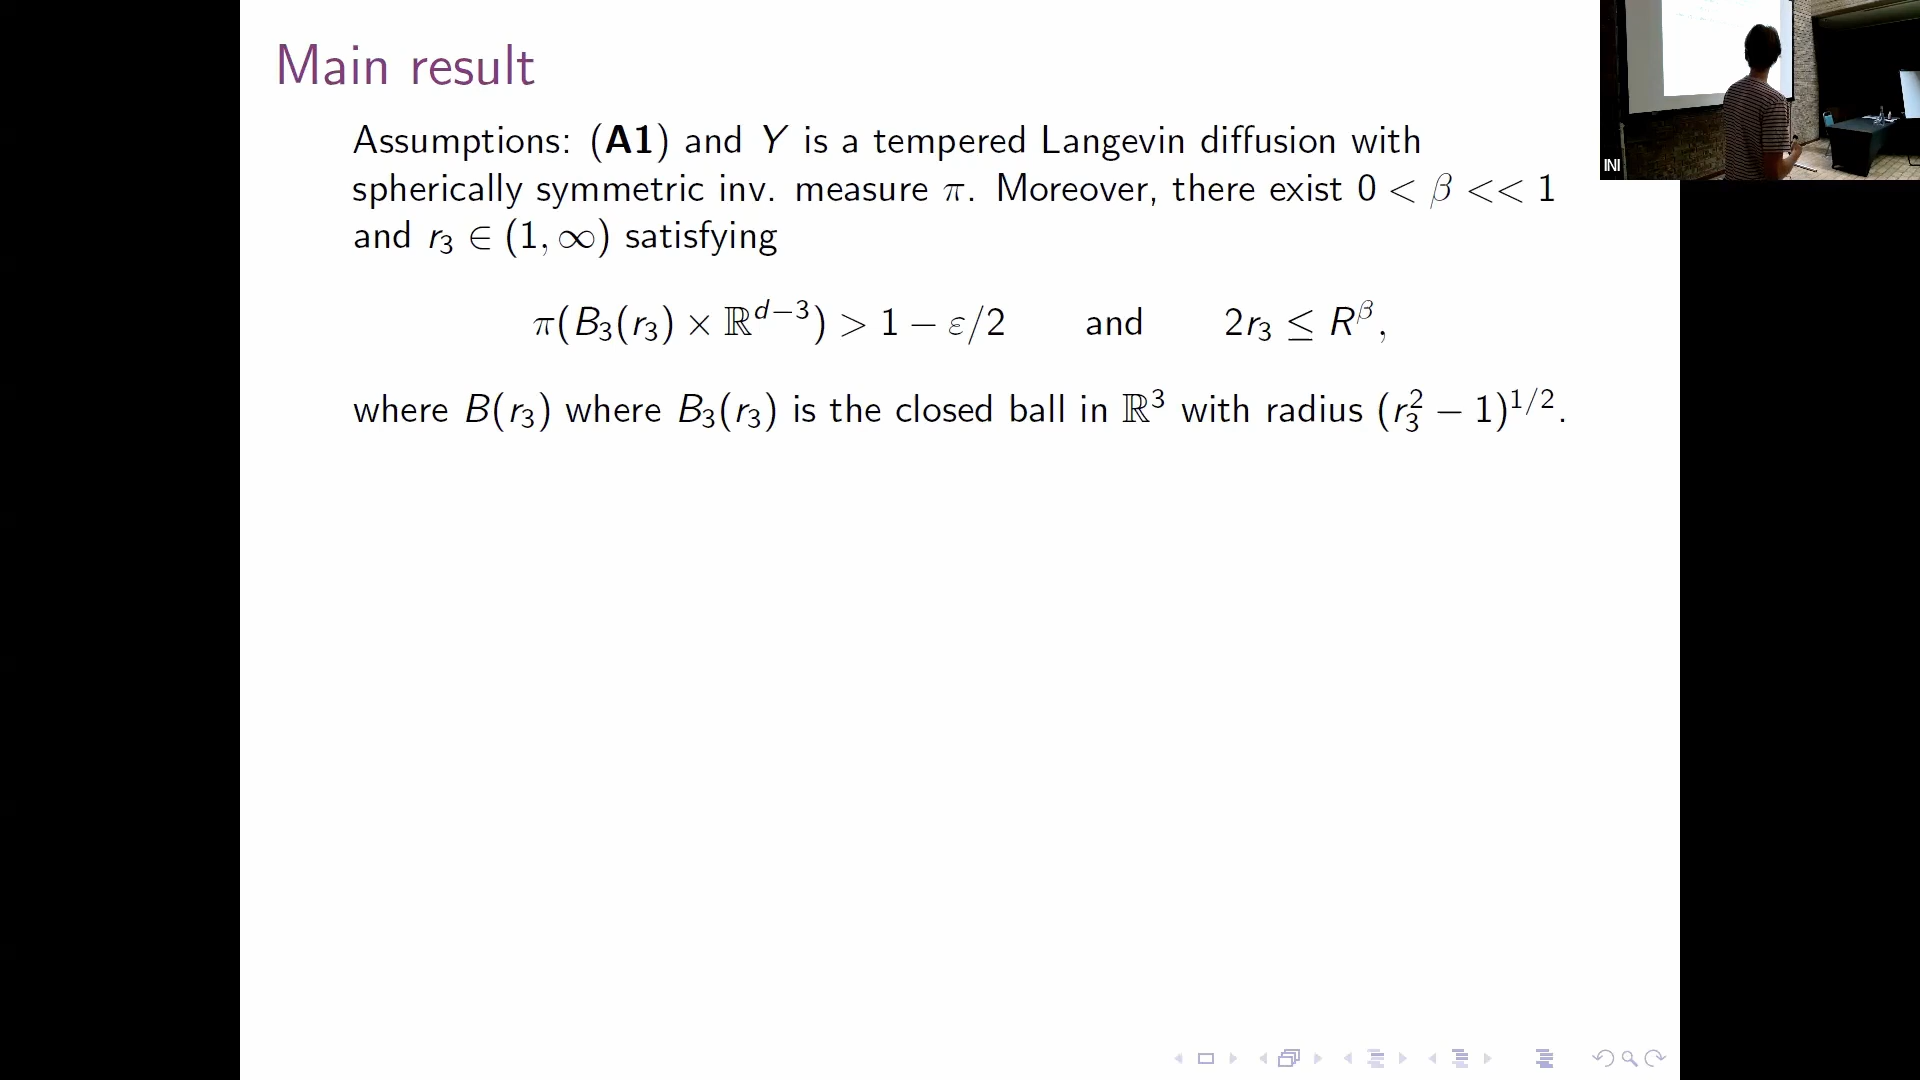 Main result
Assumptions: (A1) and Y is a tempered Langevin diffusion with
spherically symmetric inv. measure π. Moreover, there exist 0 < β << 1
and r₃ ∈ (1, ∞) satisfying
π(B₃(r₃) × ℝᵈ⁻³) > 1 − ε/2 and 2r₃ ≤ Rᵝ,
where B(r₃) where B₃(r₃) is the closed ball in ℝ³ with radius (r₃² − 1)^{1/2}.
INI